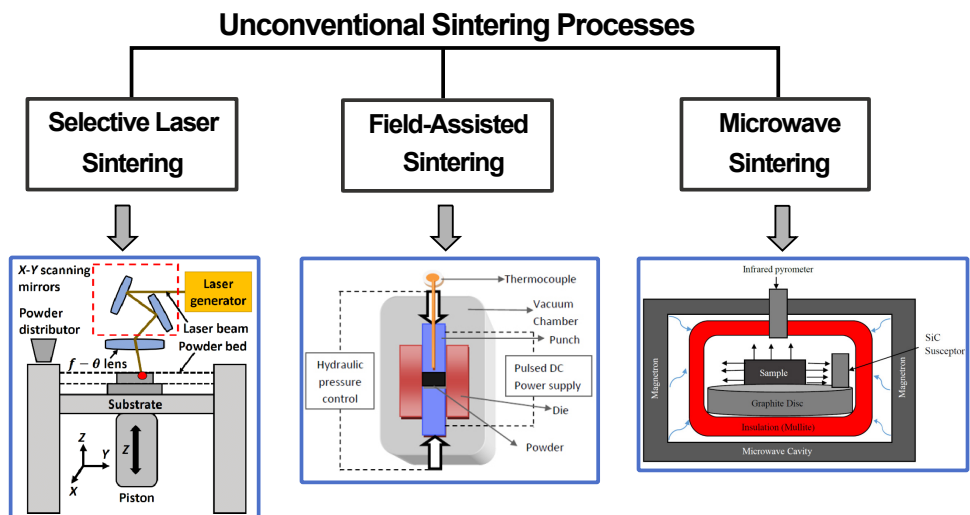 Unconventional Sintering Processes
Selective Laser
Sintering
Field-Assisted
Sintering
Microwave
Sintering
X-Y scanning
mirrors
Laser
generator
Powder
distributor
Laser beam
Powder bed
f − θ lens
Substrate
Z
Z
Y
X
Piston
Thermocouple
Vacuum
Chamber
Punch
Hydraulic
pressure
control
Pulsed DC
Power supply
Die
Powder
Infrared pyrometer
SiC
Susceptor
Magnetron
Sample
Magnetron
Graphite Disc
Insulation (Mullite)
Microwave Cavity